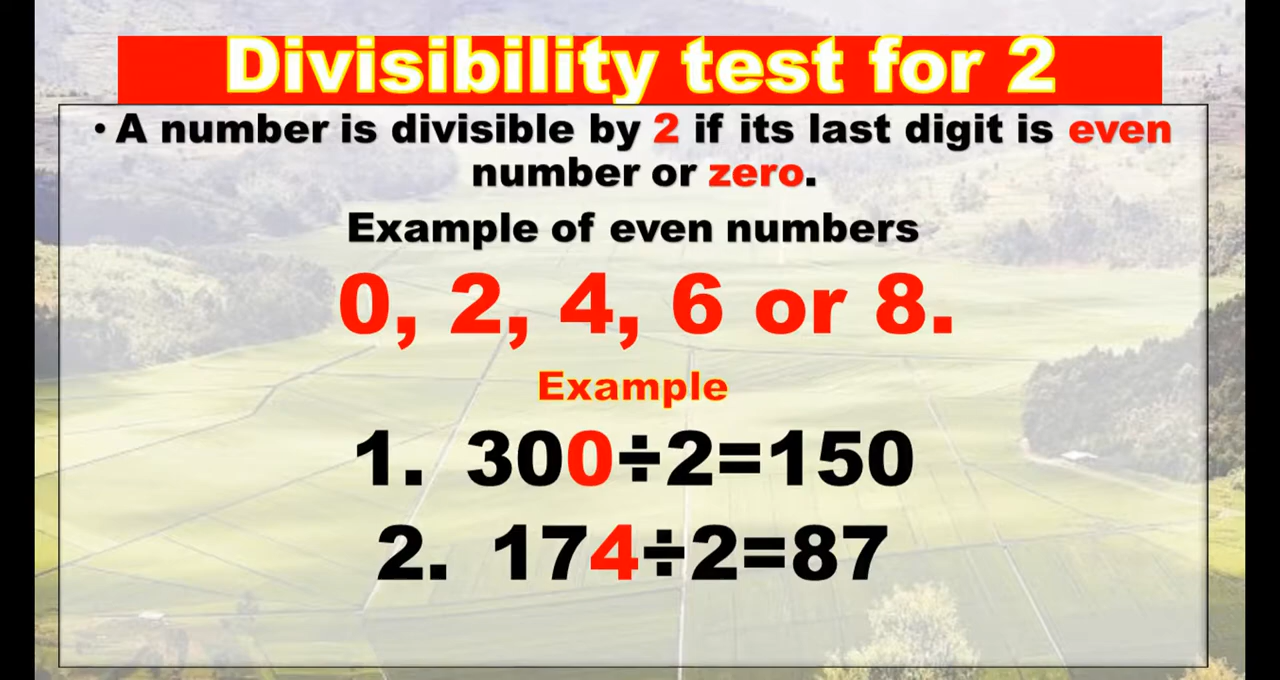 Divisibility test for 2
• A number is divisible by 2 if its last digit is even
number or zero.
Example of even numbers
0, 2, 4, 6 or 8.
Example
1. 300÷2=150
2. 174÷2=87